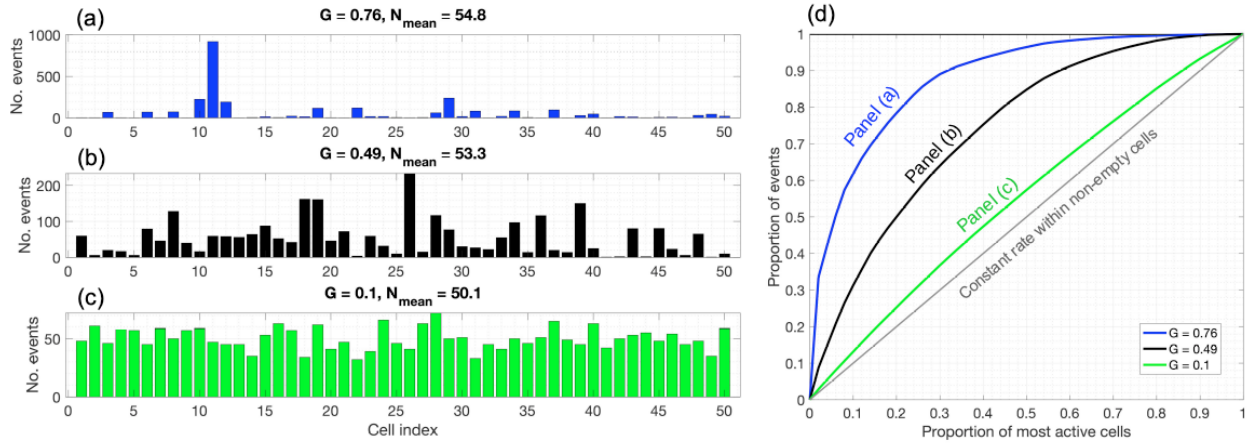 (a)
G = 0.76, N_mean = 54.8
No. events
1000
500
0
0 5 10 15 20 25 30 35 40 45 50
(b)
G = 0.49, N_mean = 53.3
No. events
200
100
0
0 5 10 15 20 25 30 35 40 45 50
(c)
G = 0.1, N_mean = 50.1
No. events
50
0
0 5 10 15 20 25 30 35 40 45 50
Cell index
(d)
Proportion of events
1
0.9
0.8
0.7
0.6
0.5
0.4
0.3
0.2
0.1
0
Panel (a)
Panel (b)
Panel (c)
Constant rate within non-empty cells
G = 0.76
G = 0.49
G = 0.1
0 0.1 0.2 0.3 0.4 0.5 0.6 0.7 0.8 0.9 1
Proportion of most active cells